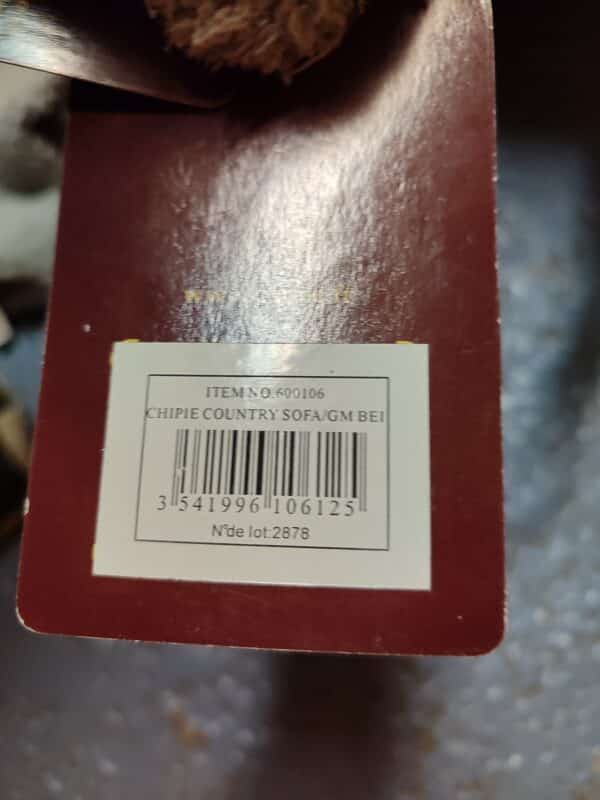 ITEM NO.600106
CHIPIE COUNTRY SOFA/GM BEI
3 541996 106125
N°de lot:2878